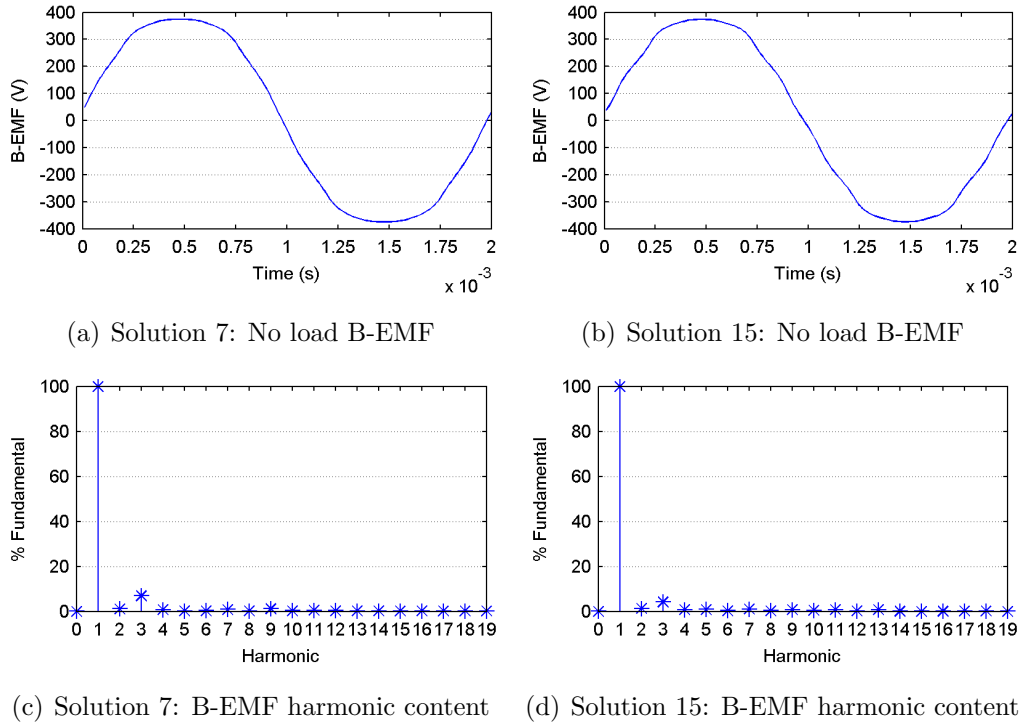 400
300
200
100
0
-100
-200
-300
-400
B-EMF (V)
0 0.25 0.5 0.75 1 1.25 1.5 1.75 2
Time (s)
x 10-3
(a) Solution 7: No load B-EMF
400
300
200
100
0
-100
-200
-300
-400
B-EMF (V)
0 0.25 0.5 0.75 1 1.25 1.5 1.75 2
Time (s)
x 10-3
(b) Solution 15: No load B-EMF
100
80
60
40
20
0
% Fundamental
0 1 2 3 4 5 6 7 8 9 10 11 12 13 14 15 16 17 18 19
Harmonic
(c) Solution 7: B-EMF harmonic content
100
80
60
40
20
0
% Fundamental
0 1 2 3 4 5 6 7 8 9 10 11 12 13 14 15 16 17 18 19
Harmonic
(d) Solution 15: B-EMF harmonic content